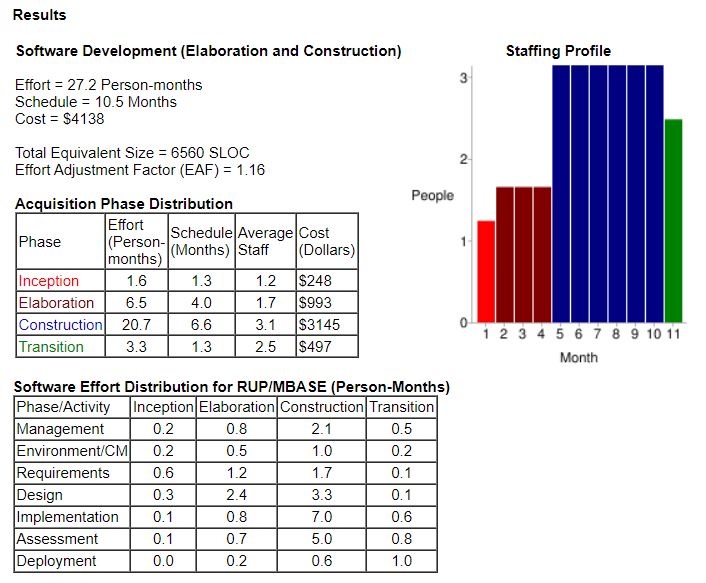 Results
Software Development (Elaboration and Construction)
Effort = 27.2 Person-months
Schedule = 10.5 Months
Cost = $4138
Total Equivalent Size = 6560 SLOC
Effort Adjustment Factor (EAF) = 1.16
Acquisition Phase Distribution
Phase Effort (Person-months) Schedule (Months) Average Staff Cost (Dollars)
Inception 1.6 1.3 1.2 $248
Elaboration 6.5 4.0 1.7 $993
Construction 20.7 6.6 3.1 $3145
Transition 3.3 1.3 2.5 $497
Staffing Profile
3
2
People
1
0
1 2 3 4 5 6 7 8 9 10 11
Month
Software Effort Distribution for RUP/MBASE (Person-Months)
Phase/Activity Inception Elaboration Construction Transition
Management 0.2 0.8 2.1 0.5
Environment/CM 0.2 0.5 1.0 0.2
Requirements 0.6 1.2 1.7 0.1
Design 0.3 2.4 3.3 0.1
Implementation 0.1 0.8 7.0 0.6
Assessment 0.1 0.7 5.0 0.8
Deployment 0.0 0.2 0.6 1.0